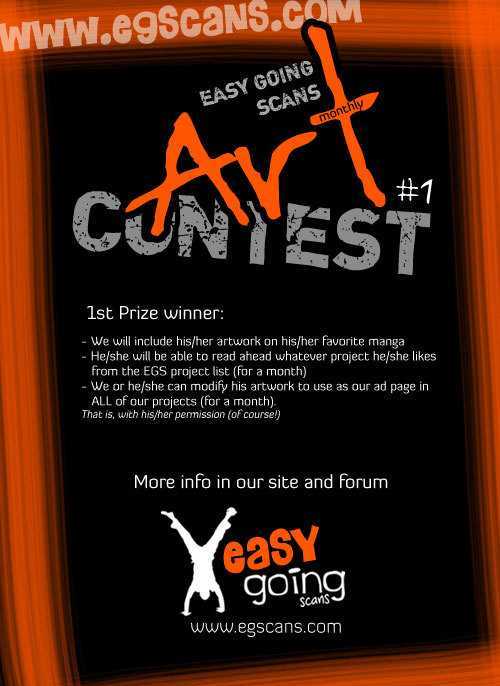 www.egscans.com
EASY GOING
SCANS
monthly
Art
#1
CONTEST
1st Prize winner:
- We will include his/her artwork on his/her favorite manga
- He/she will be able to read ahead whatever project he/she likes
from the EGS project list (for a month)
- We or he/she can modify his artwork to use as our ad page in
ALL of our projects (for a month).
That is, with his/her permission (of course!)
More info in our site and forum
easy
going
scans
www.egscans.com